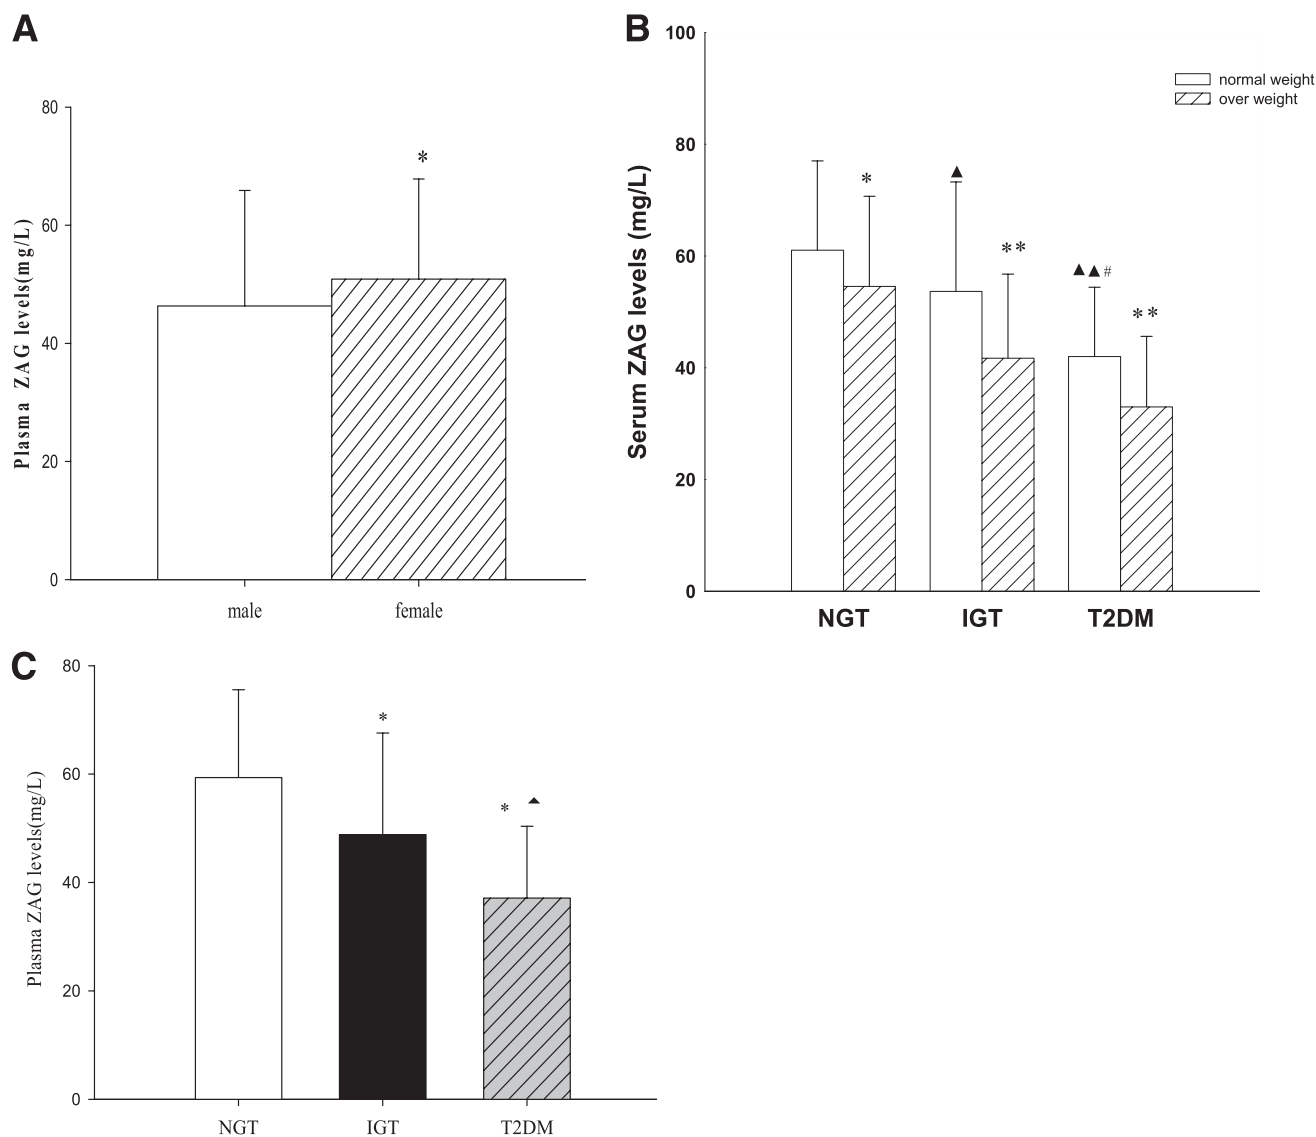 A
80
60
40
20
0
Plasma ZAG levels(mg/L)
*
male
female
B
100
80
60
40
20
0
Serum ZAG levels (mg/L)
normal weight
over weight
*
▲
**
▲▲#
**
NGT
IGT
T2DM
C
80
60
40
20
0
Plasma ZAG levels(mg/L)
*
* ▲
NGT
IGT
T2DM